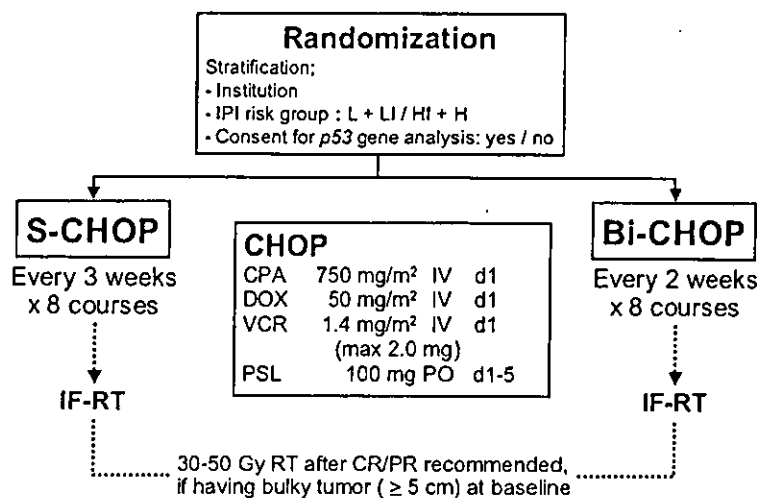 Randomization
Stratification;
- Institution
- IPI risk group : L + LI / HI + H
- Consent for p53 gene analysis: yes / no
S-CHOP
Every 3 weeks
x 8 courses
IF-RT
CHOP
CPA 750 mg/m² IV d1
DOX 50 mg/m² IV d1
VCR 1.4 mg/m² IV d1
(max 2.0 mg)
PSL 100 mg PO d1-5
Bi-CHOP
Every 2 weeks
x 8 courses
IF-RT
30-50 Gy RT after CR/PR recommended,
if having bulky tumor ( ≥ 5 cm) at baseline